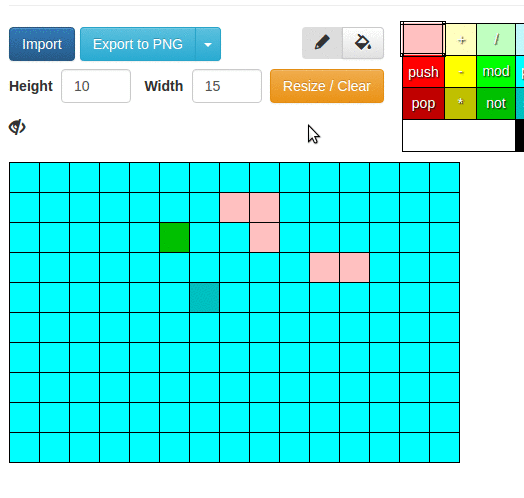 Import Export to PNG + /
Height 10 Width 15 Resize / Clear push - mod
pop * not